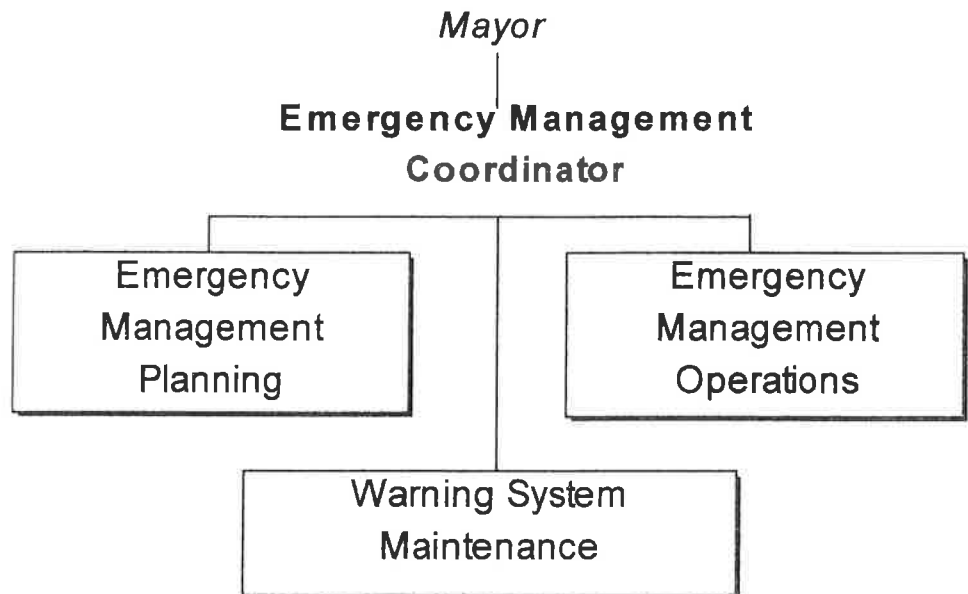 Mayor
Emergency Management
Coordinator
Emergency
Management
Planning
Emergency
Management
Operations
Warning System
Maintenance